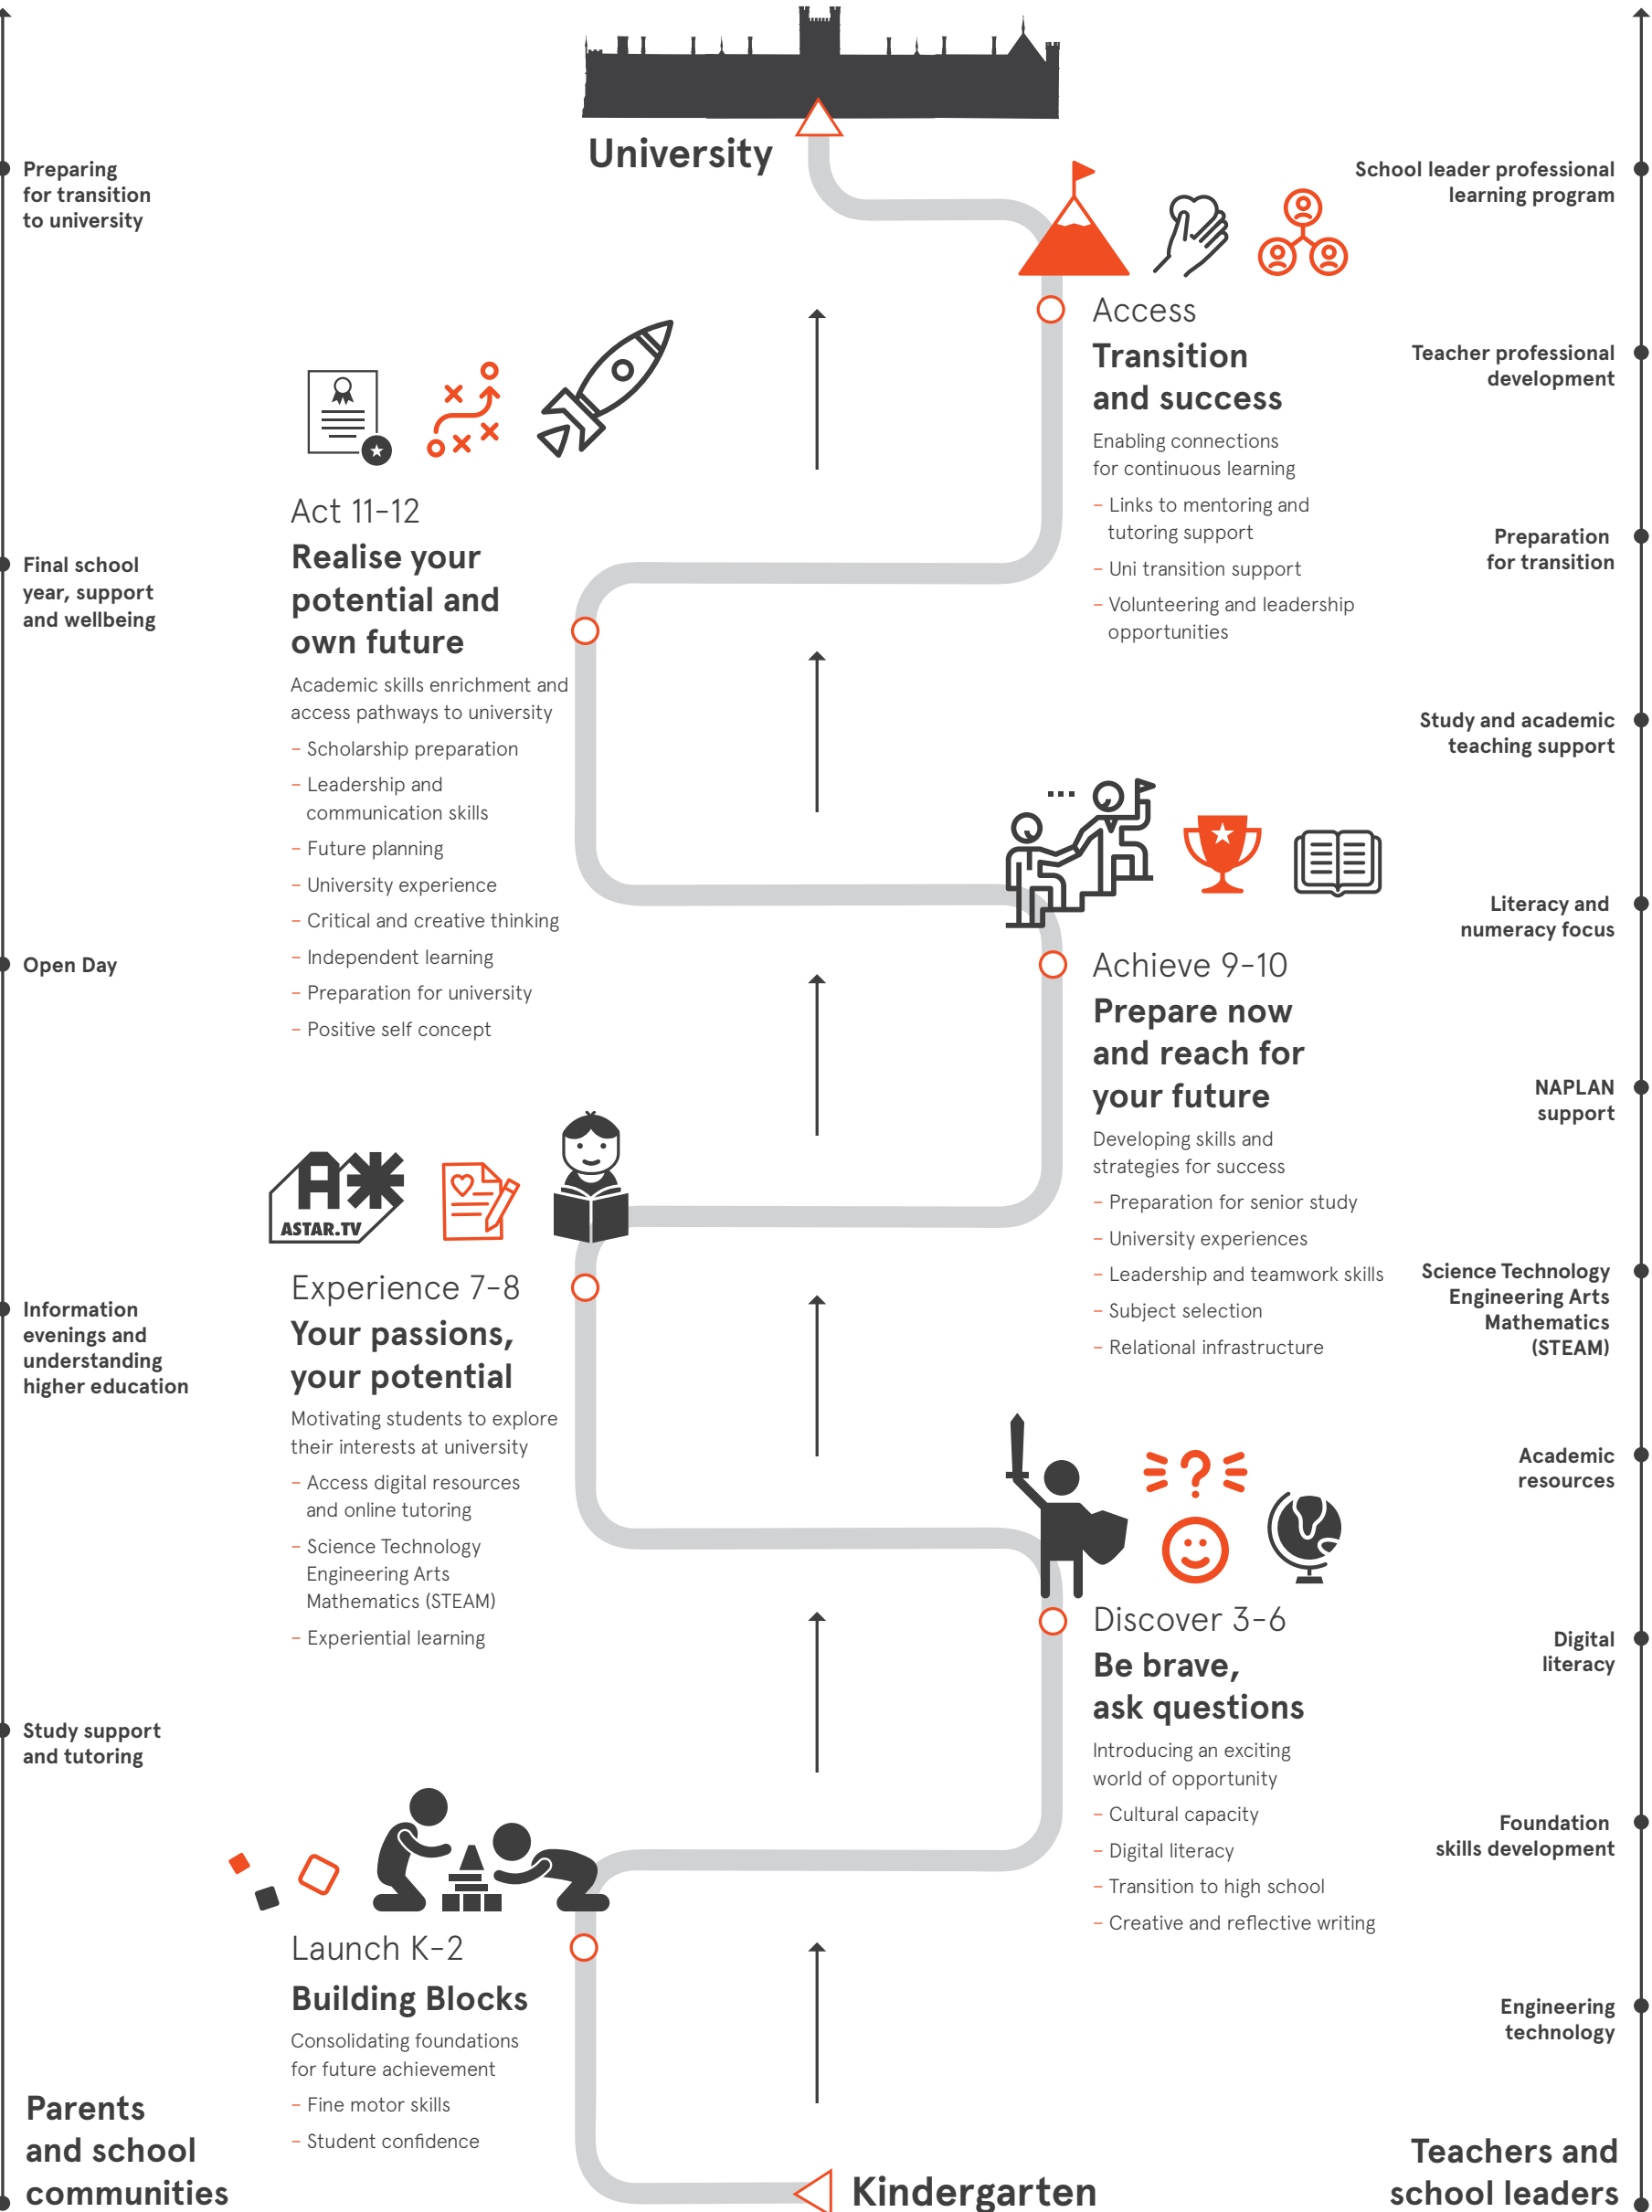 University
Preparing
for transition
to university
Final school
year, support
and wellbeing
Open Day
Information
evenings and
understanding
higher education
Study support
and tutoring
Parents
and school
communities
Act 11-12
Realise your
potential and
own future
Academic skills enrichment and
access pathways to university
- Scholarship preparation
- Leadership and
communication skills
- Future planning
- University experience
- Critical and creative thinking
- Independent learning
- Preparation for university
- Positive self concept
A*
ASTAR.TV
Experience 7-8
Your passions,
your potential
Motivating students to explore
their interests at university
- Access digital resources
and online tutoring
- Science Technology
Engineering Arts
Mathematics (STEAM)
- Experiential learning
Launch K-2
Building Blocks
Consolidating foundations
for future achievement
- Fine motor skills
- Student confidence
Access
Transition
and success
Enabling connections
for continuous learning
- Links to mentoring and
tutoring support
- Uni transition support
- Volunteering and leadership
opportunities
Achieve 9-10
Prepare now
and reach for
your future
Developing skills and
strategies for success
- Preparation for senior study
- University experiences
- Leadership and teamwork skills
- Subject selection
- Relational infrastructure
?
Discover 3-6
Be brave,
ask questions
Introducing an exciting
world of opportunity
- Cultural capacity
- Digital literacy
- Transition to high school
- Creative and reflective writing
Kindergarten
School leader professional
learning program
Teacher professional
development
Preparation
for transition
Study and academic
teaching support
Literacy and
numeracy focus
NAPLAN
support
Science Technology
Engineering Arts
Mathematics
(STEAM)
Academic
resources
Digital
literacy
Foundation
skills development
Engineering
technology
Teachers and
school leaders